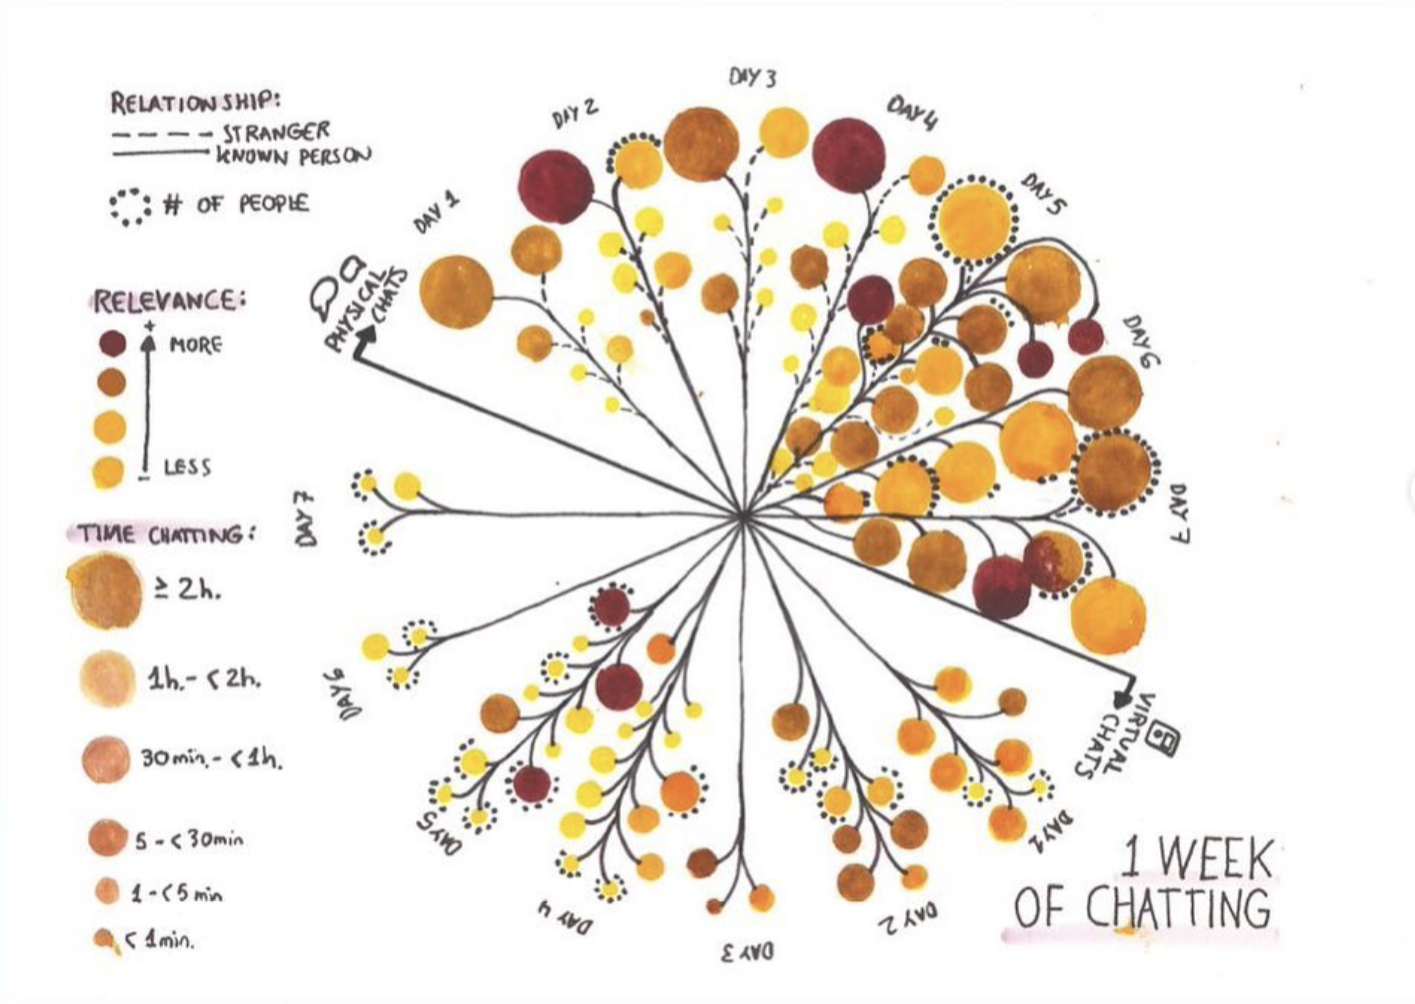 RELATIONSHIP:
STRANGER
KNOWN PERSON
# OF PEOPLE
RELEVANCE:
+
MORE
- LESS
TIME CHATTING:
≥ 2h.
1h.- < 2h.
30min.- < 1h.
5 - < 30min
1 - < 5 min
< 1min.
PHYSICAL
CHATS
DAY 1
DAY 2
DAY 3
DAY 4
DAY 5
DAY 6
DAY 7
VIRTUAL
CHATS
DAY 1
DAY 2
DAY 3
DAY 4
DAY 5
DAY 6
DAY 7
1 WEEK
OF CHATTING